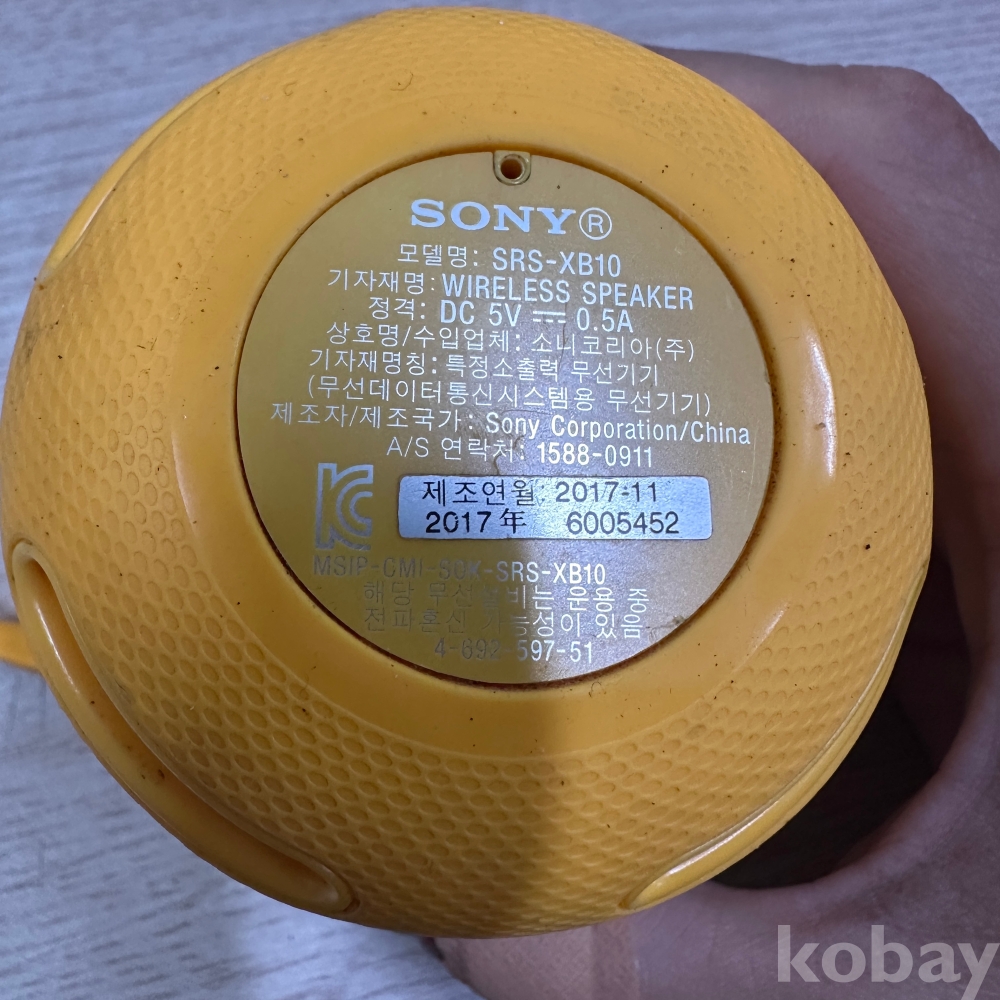 SONY®
모델명: SRS-XB10
기자재명: WIRELESS SPEAKER
정격: DC 5V ⎓ 0.5A
상호명/수입업체: 소니코리아(주)
기자재명칭: 특정소출력 무선기기
(무선데이터통신시스템용 무선기기)
제조자/제조국가: Sony Corporation/China
A/S 연락처: 1588-0911
제조연월: 2017-11
2017年 6005452
MSIP-CMI-SOK-SRS-XB10
해당 무선설비는 운용 중
전파혼신 가능성이 있음
4-692-597-51
kobay